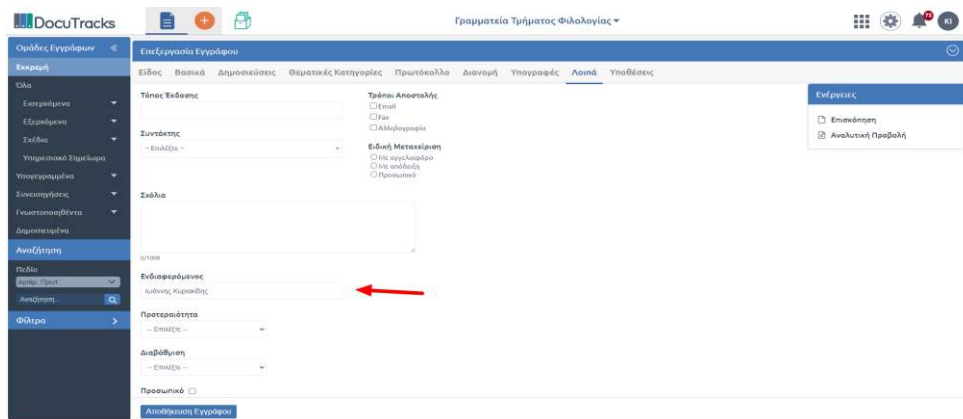 DocuTracks
Γραμματεία Τμήματος Φιλολογίας
73
KI
Ομάδες Εγγράφων
Εκκρεμή
Όλα
Εισερχόμενα
Εξερχόμενα
Σχέδια
Υπηρεσιακό Σημείωμα
Υπογεγραμμένα
Συνεισηγήσεις
Γνωστοποιηθέντα
Δημοσιευμένα
Αναζήτηση
Πεδίο
Αριθμ. Πρωτ
Αναζήτηση...
Φίλτρα
Επεξεργασία Εγγράφου
Είδος Βασικά Δημοσιεύσεις Θεματικές Κατηγορίες Πρωτόκολλο Διανομή Υπογραφές Λοιπά Υποθέσεις
Τόπος Έκδοσης
Συντάκτης
-- Επιλέξτε --
Τρόποι Αποστολής
Email
Fax
Αλληλογραφία
Ειδική Μεταχείριση
Με αγγελιοφόρο
Με απόδειξη
Προσωπικό
Σχόλια
0/1000
Ενδιαφερόμενος
Ιωάννης Κυριακίδης
Προτεραιότητα
-- Επιλέξτε --
Διαβάθμιση
-- Επιλέξτε --
Προσωπικό
Αποθήκευση Εγγράφου
Ενέργειες
Επισκόπηση
Αναλυτική Προβολή